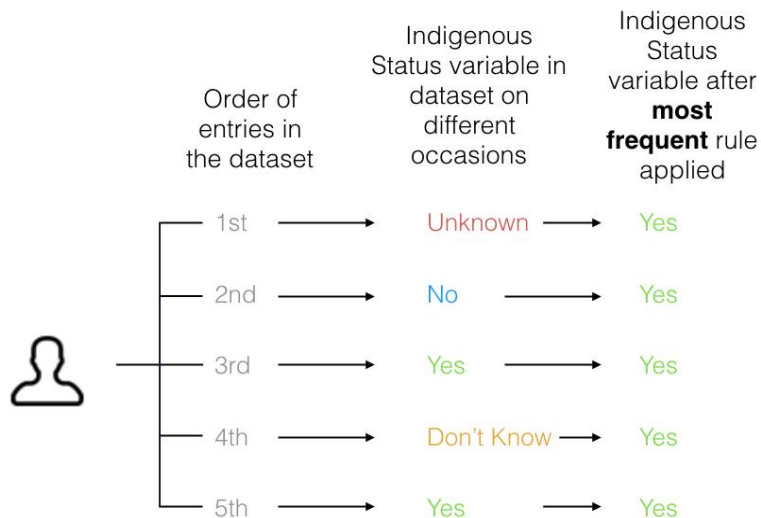 Order of
entries in
the dataset
Indigenous
Status variable in
dataset on
different
occasions
Indigenous
Status
variable after
most
frequent rule
applied
1st Unknown Yes
2nd No Yes
3rd Yes Yes
4th Don't Know Yes
5th Yes Yes